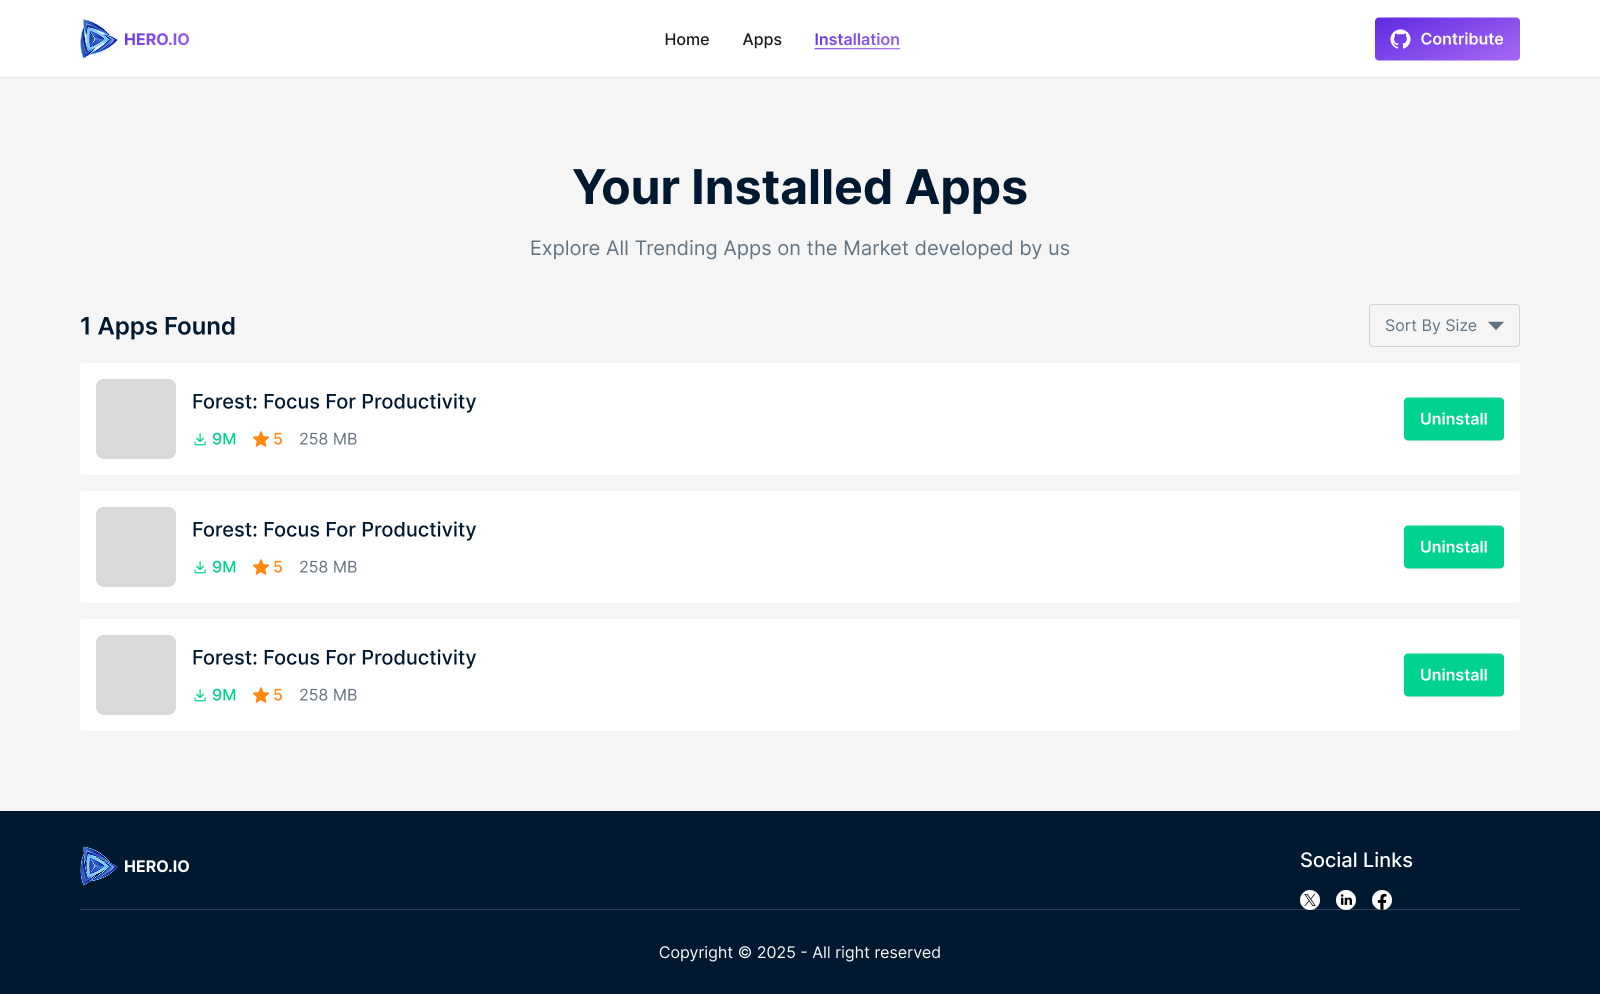 HERO.IO
Home Apps Installation
Contribute
Your Installed Apps
Explore All Trending Apps on the Market developed by us
1 Apps Found
Sort By Size
Forest: Focus For Productivity
9M 5 258 MB
Uninstall
Forest: Focus For Productivity
9M 5 258 MB
Uninstall
Forest: Focus For Productivity
9M 5 258 MB
Uninstall
HERO.IO
Social Links
Copyright © 2025 - All right reserved